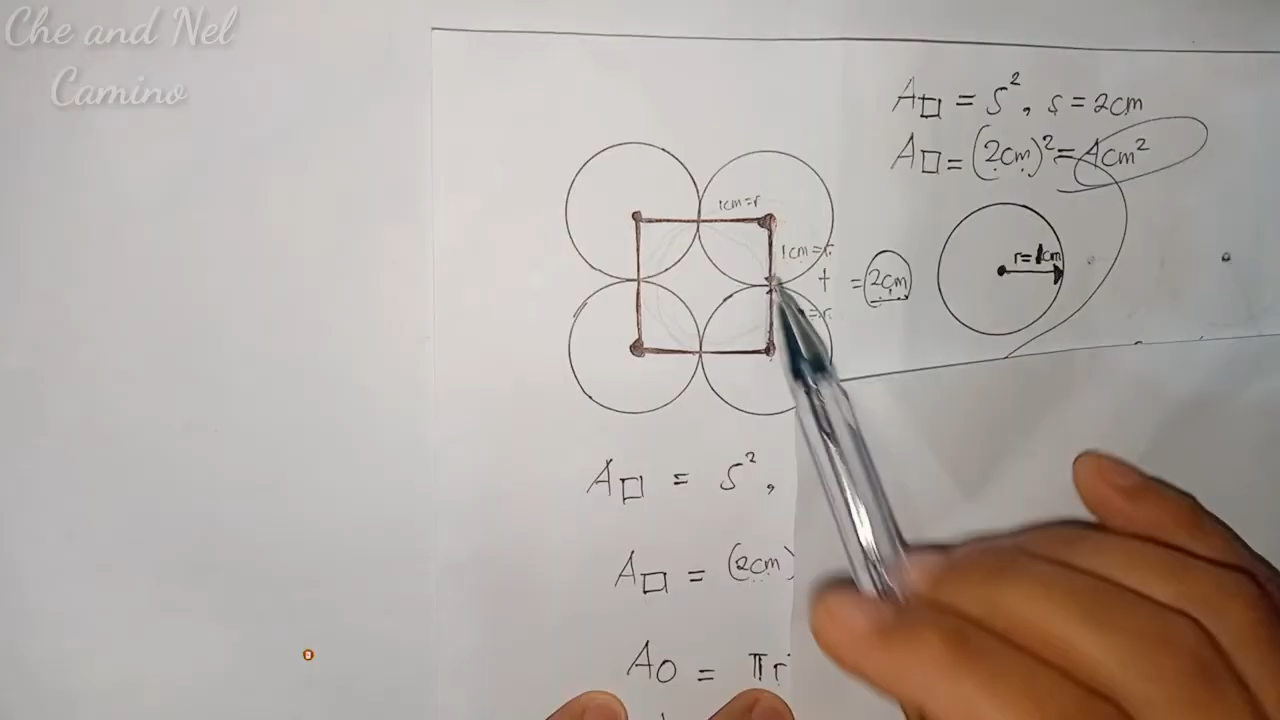 Che and Nel
Camino
A□ = S², s = 2cm
A□ = (2cm)² = 4cm²
1cm=r
1cm=r
+
= 2cm
=r
r=1cm
A□ = S²,
A□ = (2cm)
A○ = πr